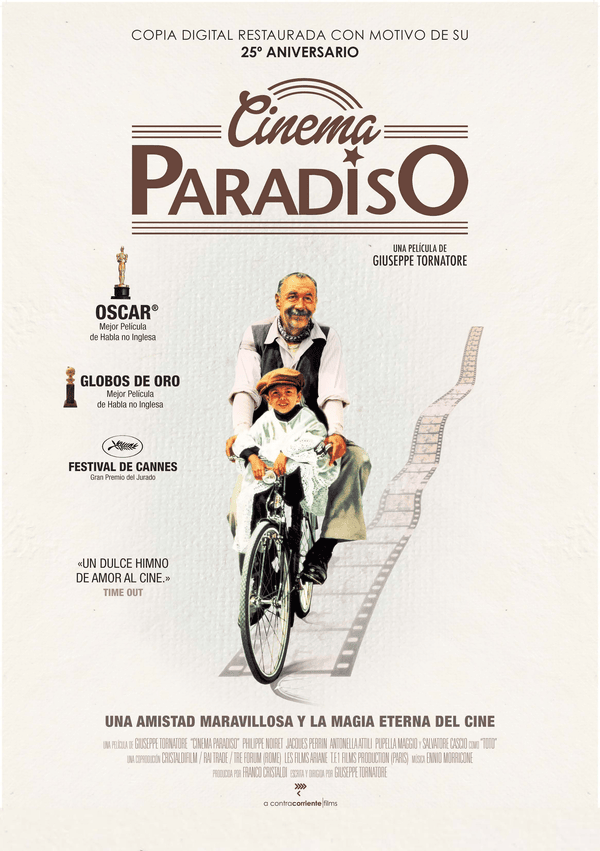 COPIA DIGITAL RESTAURADA CON MOTIVO DE SU
25º ANIVERSARIO
Cinema
PARADISO
UNA PELÍCULA DE
GIUSEPPE TORNATORE
OSCAR®
Mejor Película
de Habla no Inglesa
GLOBOS DE ORO
Mejor Película
de Habla no Inglesa
FESTIVAL DE CANNES
Gran Premio del Jurado
«UN DULCE HIMNO
DE AMOR AL CINE.»
TIME OUT
UNA AMISTAD MARAVILLOSA Y LA MAGIA ETERNA DEL CINE
UNA PELÍCULA DE GIUSEPPE TORNATORE "CINEMA PARADISO" PHILIPPE NOIRET JACQUES PERRIN ANTONELLA ATTILI PUPELLA MAGGIO Y SALVATORE CASCIO COMO "TOTÓ"
UNA COPRODUCCIÓN CRISTALDIFILM / RAI TRADE / TRE FORUM (ROME) LES FILMS ARIANE T.F.1 FILMS PRODUCTION (PARIS) MÚSICA ENNIO MORRICONE
PRODUCIDA POR FRANCO CRISTALDI ESCRITA Y DIRIGIDA POR GIUSEPPE TORNATORE
a contracorriente films